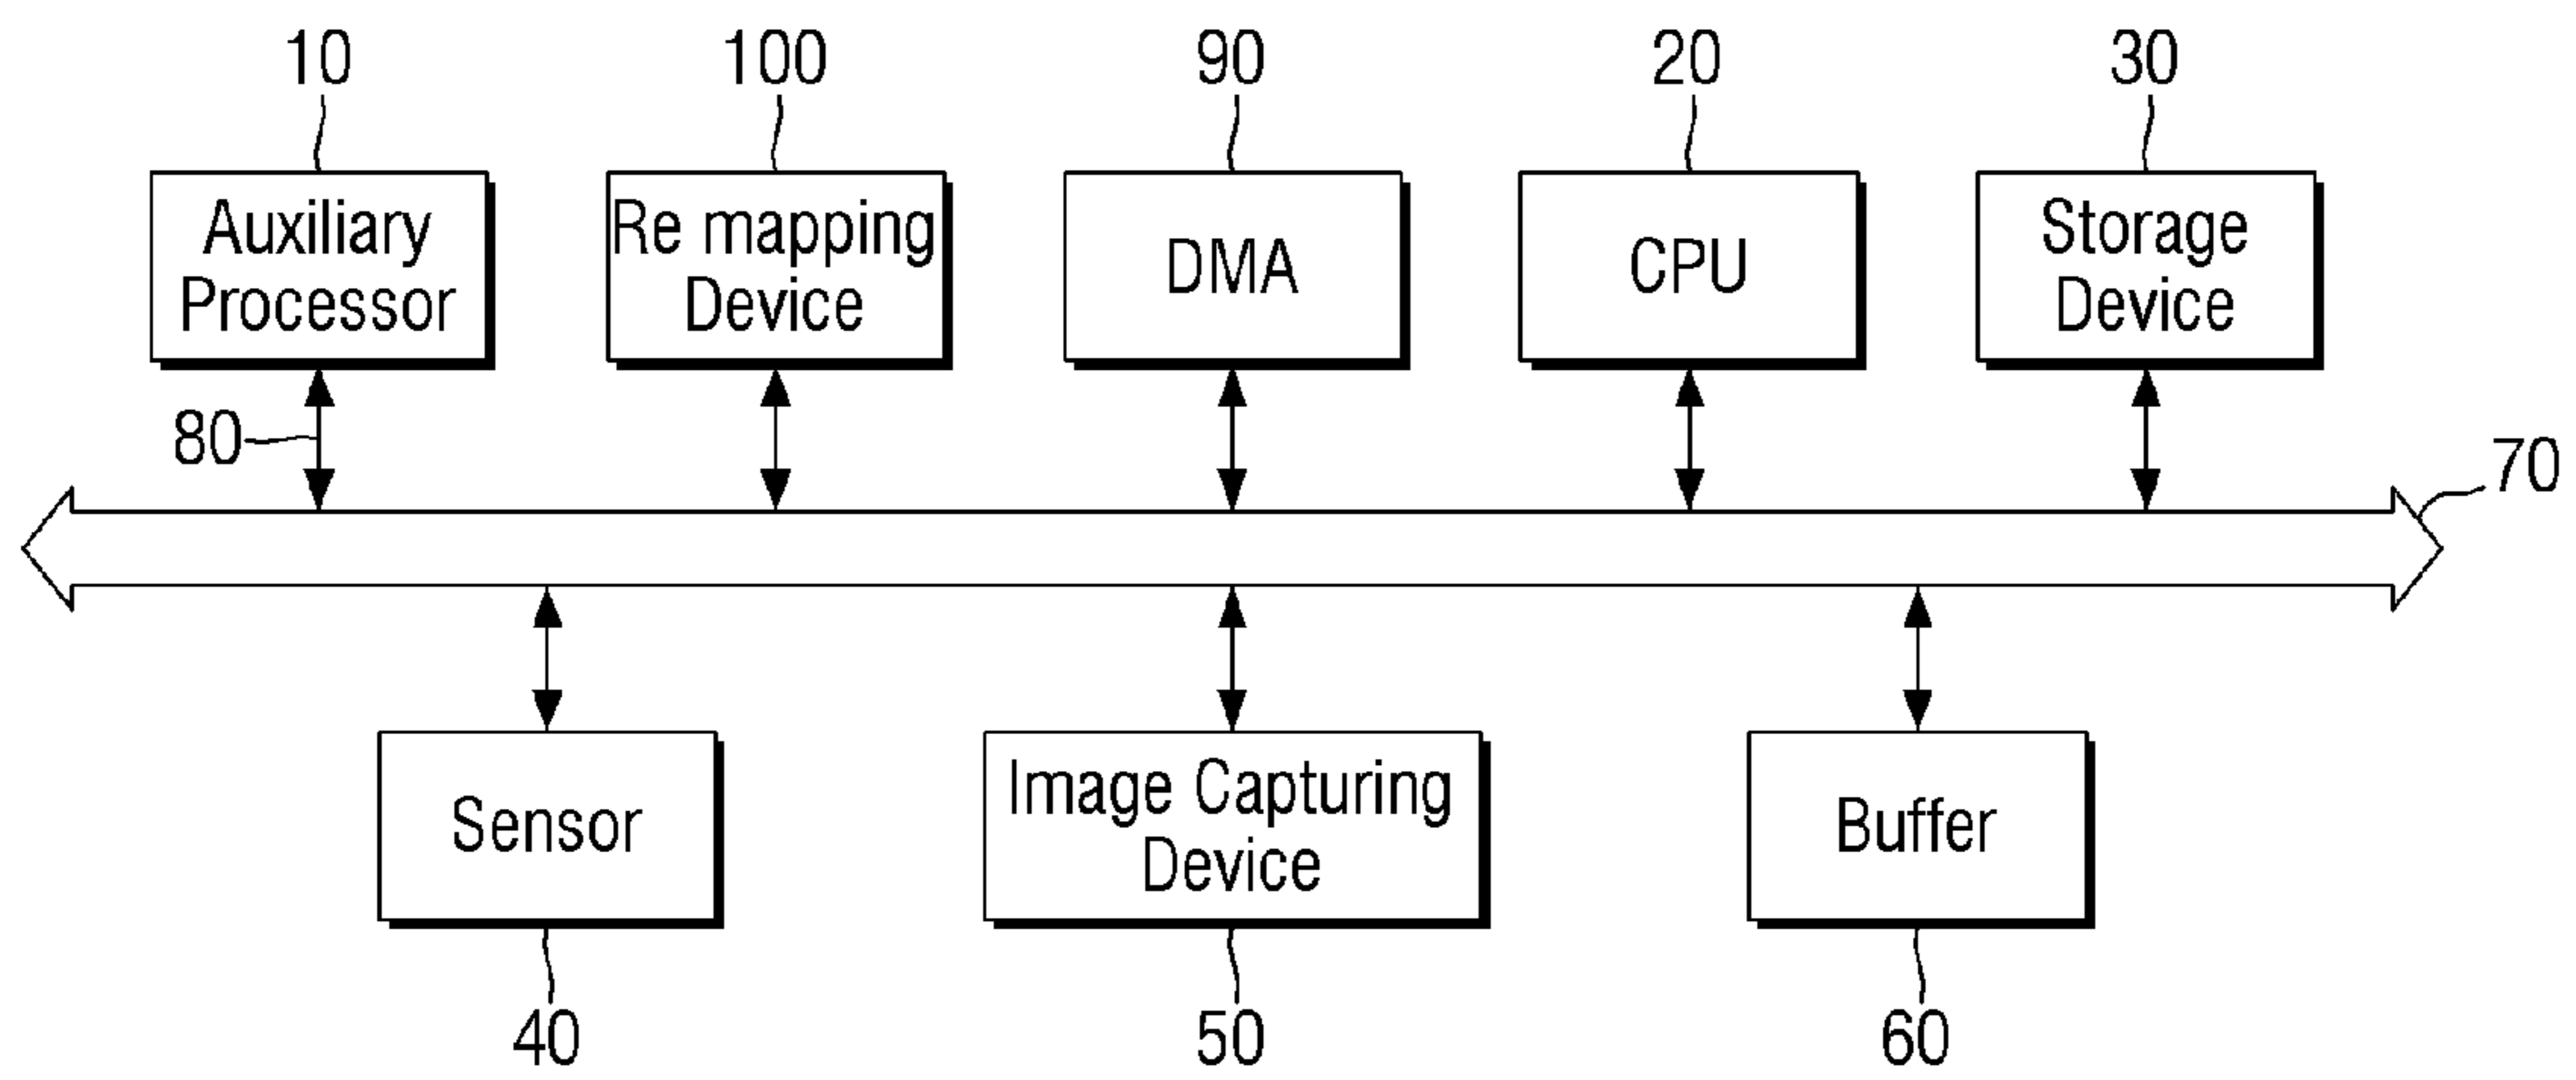 10 100 90 20 30
Auxiliary
Processor
Re mapping
Device
DMA
CPU
Storage
Device
80
70
Sensor
Image Capturing
Device
Buffer
40 50 60